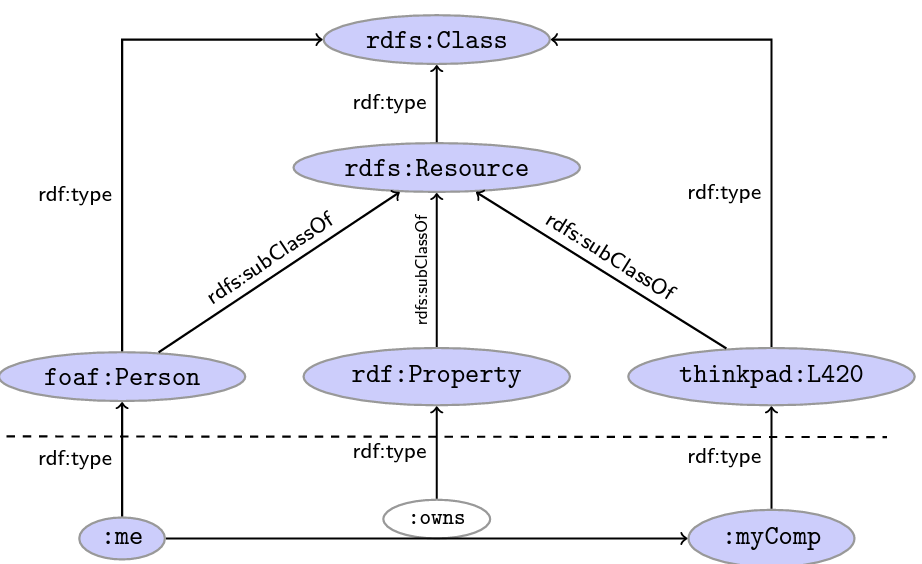 rdfs:Class
rdf:type
rdfs:Resource
rdf:type
rdf:type
rdfs:subClassOf
rdfs:subClassOf
rdfs:subClassOf
foaf:Person
rdf:Property
thinkpad:L420
rdf:type
rdf:type
rdf:type
:owns
:me
:myComp